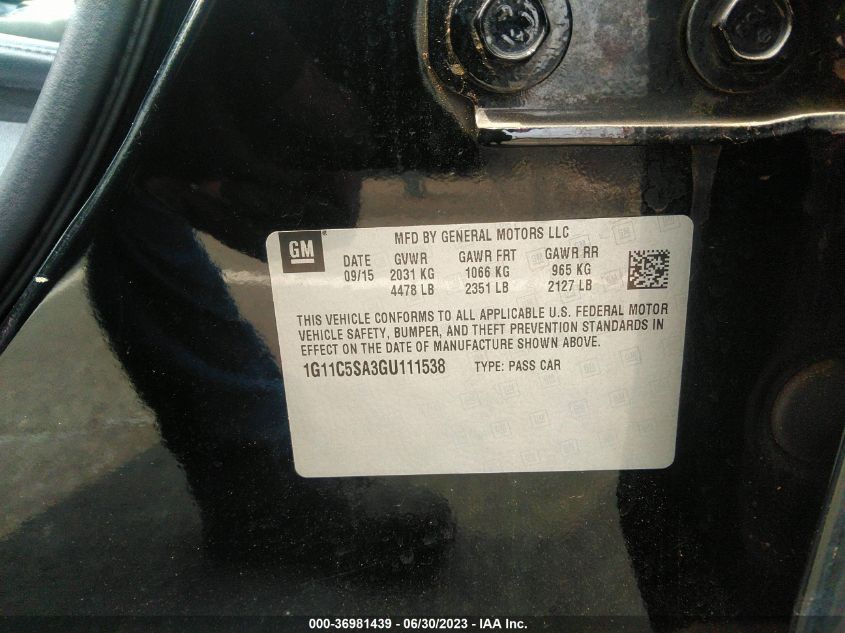 GM
MFD BY GENERAL MOTORS LLC
DATE GVWR GAWR FRT GAWR RR
09/15 2031 KG 1066 KG 965 KG
4478 LB 2351 LB 2127 LB
THIS VEHICLE CONFORMS TO ALL APPLICABLE U.S. FEDERAL MOTOR
VEHICLE SAFETY, BUMPER, AND THEFT PREVENTION STANDARDS IN
EFFECT ON THE DATE OF MANUFACTURE SHOWN ABOVE.
1G11C5SA3GU111538 TYPE: PASS CAR
000-36981439 - 06/30/2023 - IAA Inc.